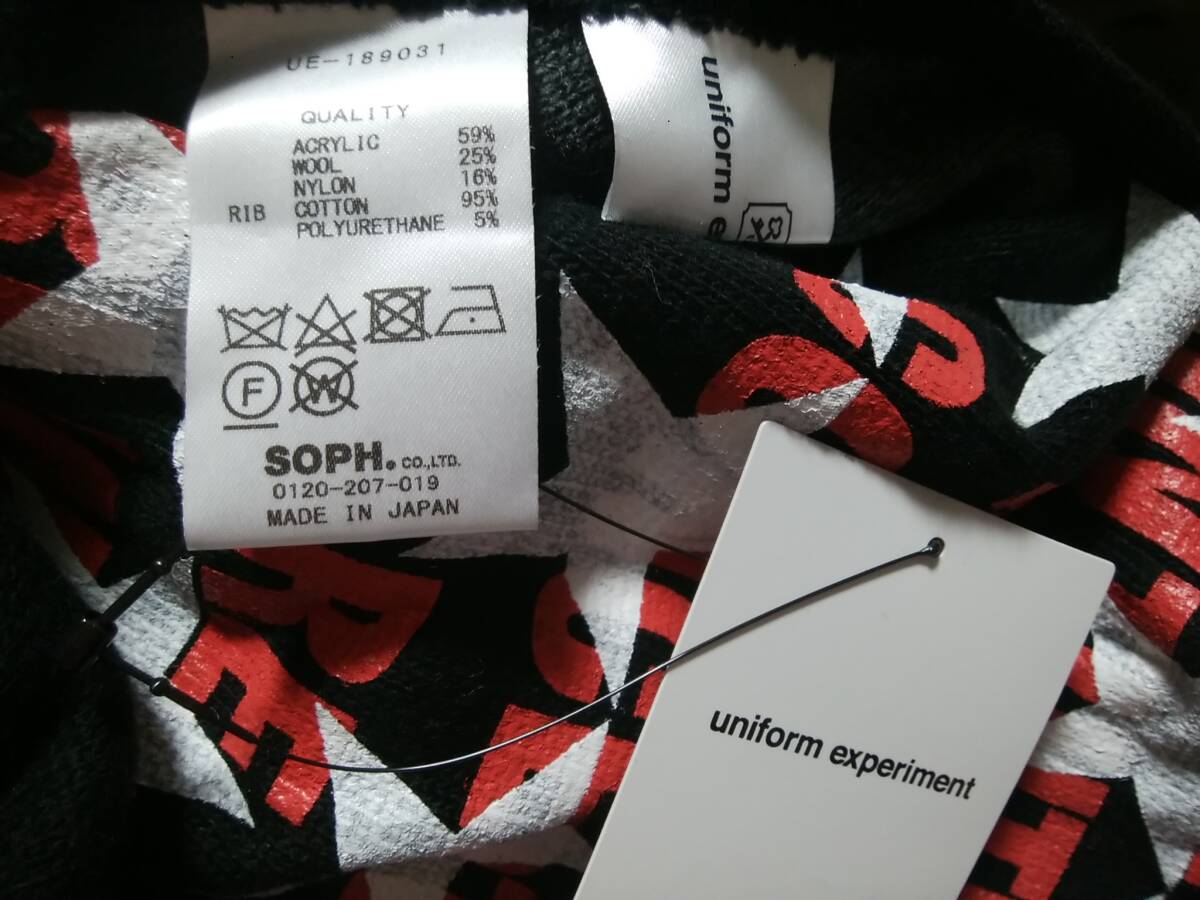 UE-189031
QUALITY
ACRYLIC 59%
WOOL 25%
NYLON 16%
RIB COTTON 95%
POLYURETHANE 5%
F
W
SOPH. CO.,LTD.
0120-207-019
MADE IN JAPAN
uniform e
uniform experiment